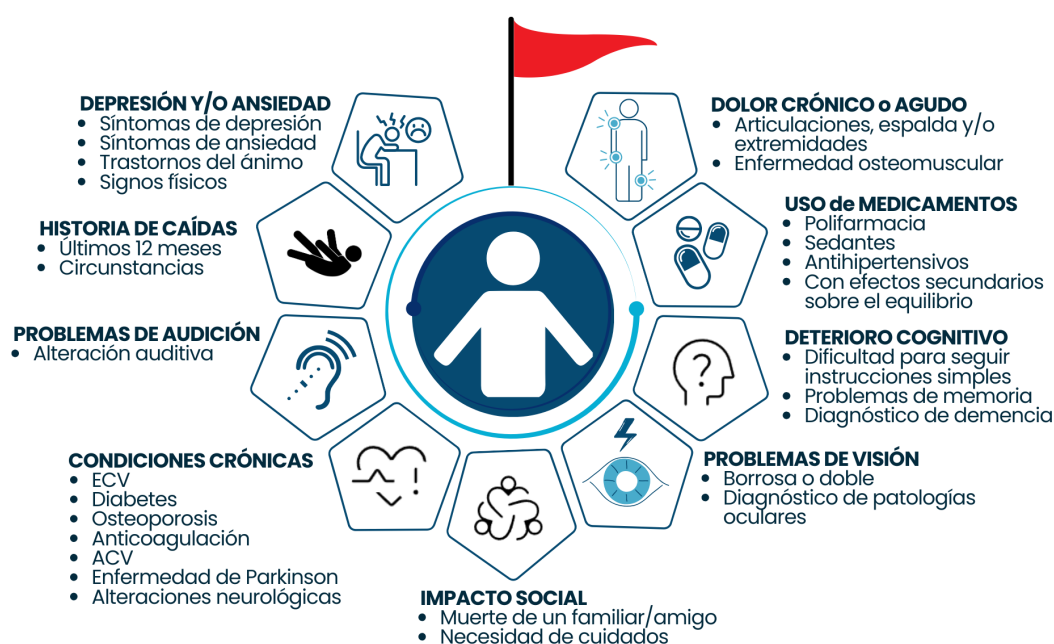 DEPRESIÓN Y/O ANSIEDAD
• Síntomas de depresión
• Síntomas de ansiedad
• Trastornos del ánimo
• Signos físicos
HISTORIA DE CAÍDAS
• Últimos 12 meses
• Circunstancias
PROBLEMAS DE AUDICIÓN
• Alteración auditiva
CONDICIONES CRÓNICAS
• ECV
• Diabetes
• Osteoporosis
• Anticoagulación
• ACV
• Enfermedad de Parkinson
• Alteraciones neurológicas
IMPACTO SOCIAL
• Muerte de un familiar/amigo
• Necesidad de cuidados
DOLOR CRÓNICO o AGUDO
• Articulaciones, espalda y/o
extremidades
• Enfermedad osteomuscular
USO de MEDICAMENTOS
• Polifarmacia
• Sedantes
• Antihipertensivos
• Con efectos secundarios
sobre el equilibrio
DETERIORO COGNITIVO
• Dificultad para seguir
instrucciones simples
• Problemas de memoria
• Diagnóstico de demencia
?
PROBLEMAS DE VISIÓN
• Borrosa o doble
• Diagnóstico de patologías
oculares